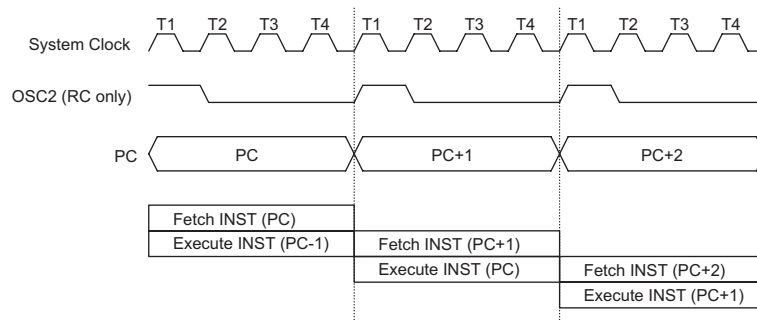 T1 T2 T3 T4 T1 T2 T3 T4 T1 T2 T3 T4
System Clock
OSC2 (RC only)
PC PC PC+1 PC+2
Fetch INST (PC)
Execute INST (PC-1) Fetch INST (PC+1)
Execute INST (PC) Fetch INST (PC+2)
Execute INST (PC+1)